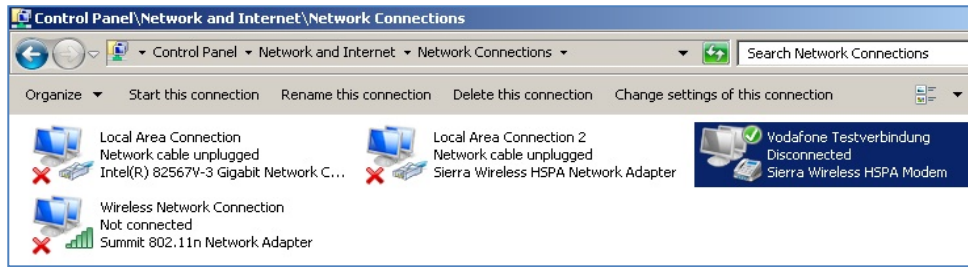 Control Panel\Network and Internet\Network Connections
Control Panel Network and Internet Network Connections Search Network Connections
Organize Start this connection Rename this connection Delete this connection Change settings of this connection
Local Area Connection
Network cable unplugged
Intel(R) 82567V-3 Gigabit Network C...
Local Area Connection 2
Network cable unplugged
Sierra Wireless HSPA Network Adapter
Vodafone Testverbindung
Disconnected
Sierra Wireless HSPA Modem
Wireless Network Connection
Not connected
Summit 802.11n Network Adapter